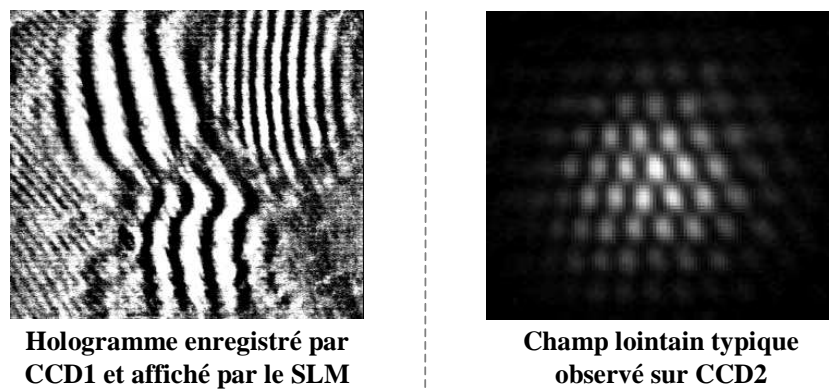 Hologramme enregistré par
CCD1 et affiché par le SLM
Champ lointain typique
observé sur CCD2